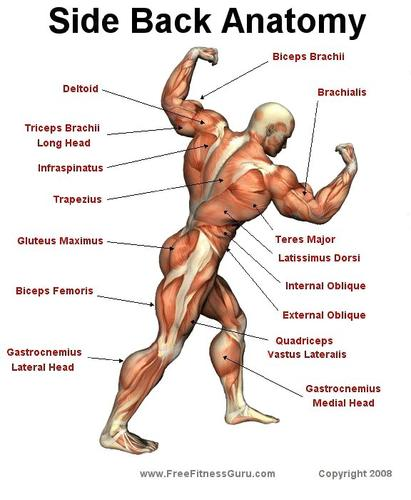 Side Back Anatomy
Biceps Brachii
Deltoid
Brachialis
Triceps Brachii
Long Head
Infraspinatus
Trapezius
Gluteus Maximus
Teres Major
Latissimus Dorsi
Internal Oblique
Biceps Femoris
External Oblique
Quadriceps
Vastus Lateralis
Gastrocnemius
Lateral Head
Gastrocnemius
Medial Head
www.FreeFitnessGuru.com
Copyright 2008